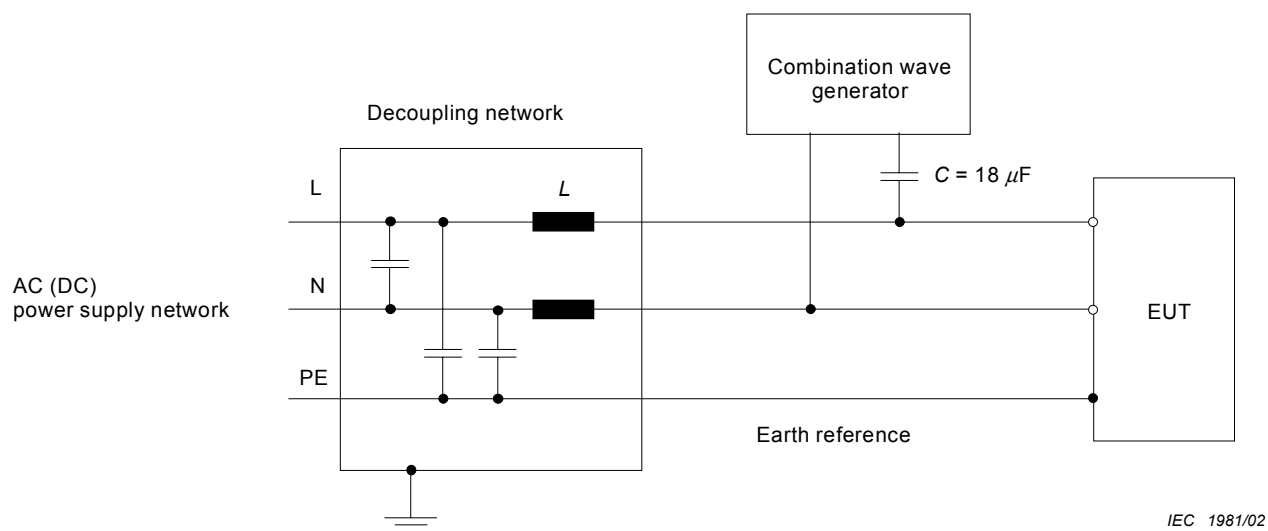 Combination wave
generator
Decoupling network
C = 18 μF
L
L
AC (DC)
power supply network
N
EUT
PE
Earth reference
IEC 1981/02